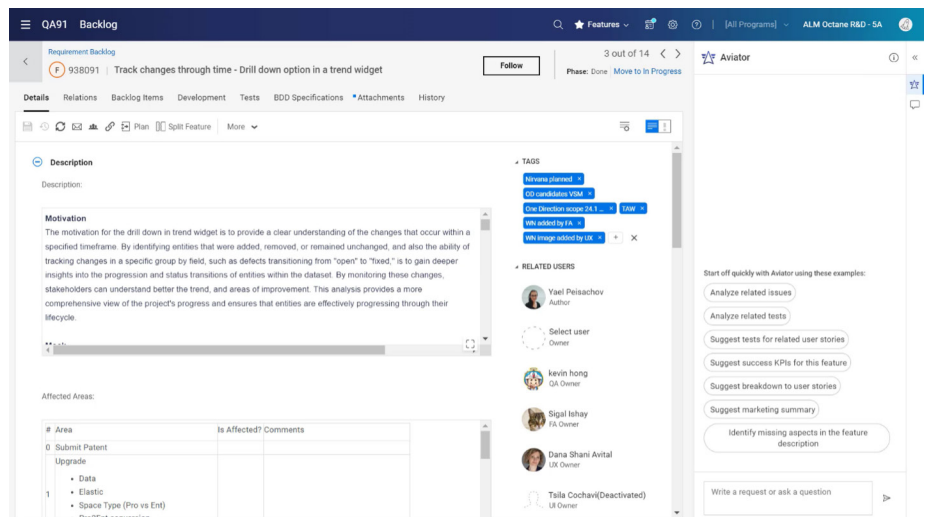 QA91 Backlog
Features
[All Programs]
ALM Octane R&D - 5A
Requirement Backlog
F 938091 | Track changes through time - Drill down option in a trend widget
Follow
3 out of 14
Phase: Done | Move to In Progress
Details Relations Backlog Items Development Tests BDD Specifications Attachments History
Plan Split Feature More
Description
Description:
Motivation
The motivation for the drill down in trend widget is to provide a clear understanding of the changes that occur within a
specified timeframe. By identifying entities that were added, removed, or remained unchanged, and also the ability of
tracking changes in a specific group by field, such as defects transitioning from "open" to "fixed," is to gain deeper
insights into the progression and status transitions of entities within the dataset. By monitoring these changes,
stakeholders can understand better the trend, and areas of improvement. This analysis provides a more
comprehensive view of the project's progress and ensures that entities are effectively progressing through their
lifecycle.
Affected Areas:
# Area Is Affected? Comments
0 Submit Patent
Upgrade
• Data
1 • Elastic
• Space Type (Pro vs Ent)
TAGS
Nirvana planned ×
OD candidates VSM ×
One Direction scope 24.1 ... × TAW ×
WN added by FA ×
WN image added by UX × + ×
RELATED USERS
Yael Peisachov
Author
Select user
Owner
kevin hong
QA Owner
Sigal Ishay
FA Owner
Dana Shani Avital
UX Owner
Tsila Cochavi(Deactivated)
UI Owner
Aviator
Start off quickly with Aviator using these examples:
Analyze related issues
Analyze related tests
Suggest tests for related user stories
Suggest success KPIs for this feature
Suggest breakdown to user stories
Suggest marketing summary
Identify missing aspects in the feature
description
Write a request or ask a question